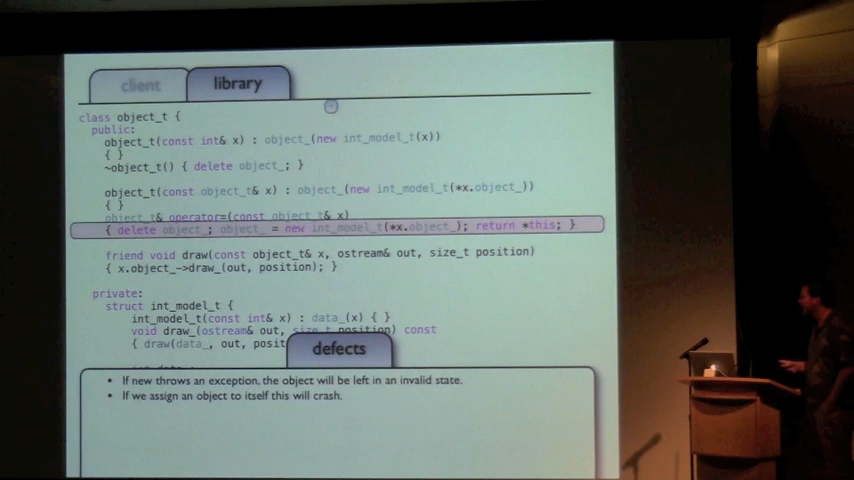 client
library
class object_t {
public:
object_t(const int& x) : object_(new int_model_t(x))
{ }
~object_t() { delete object_; }
object_t(const object_t& x) : object_(new int_model_t(*x.object_))
{ }
object_t& operator=(const object_t& x)
{ delete object_; object_ = new int_model_t(*x.object_); return *this; }
friend void draw(const object_t& x, ostream& out, size_t position)
{ x.object_->draw_(out, position); }
private:
struct int_model_t {
int_model_t(const int& x) : data_(x) { }
void draw_(ostream& out, size_t position) const
{ draw(data_, out, posit
defects
• If new throws an exception, the object will be left in an invalid state.
• If we assign an object to itself this will crash.